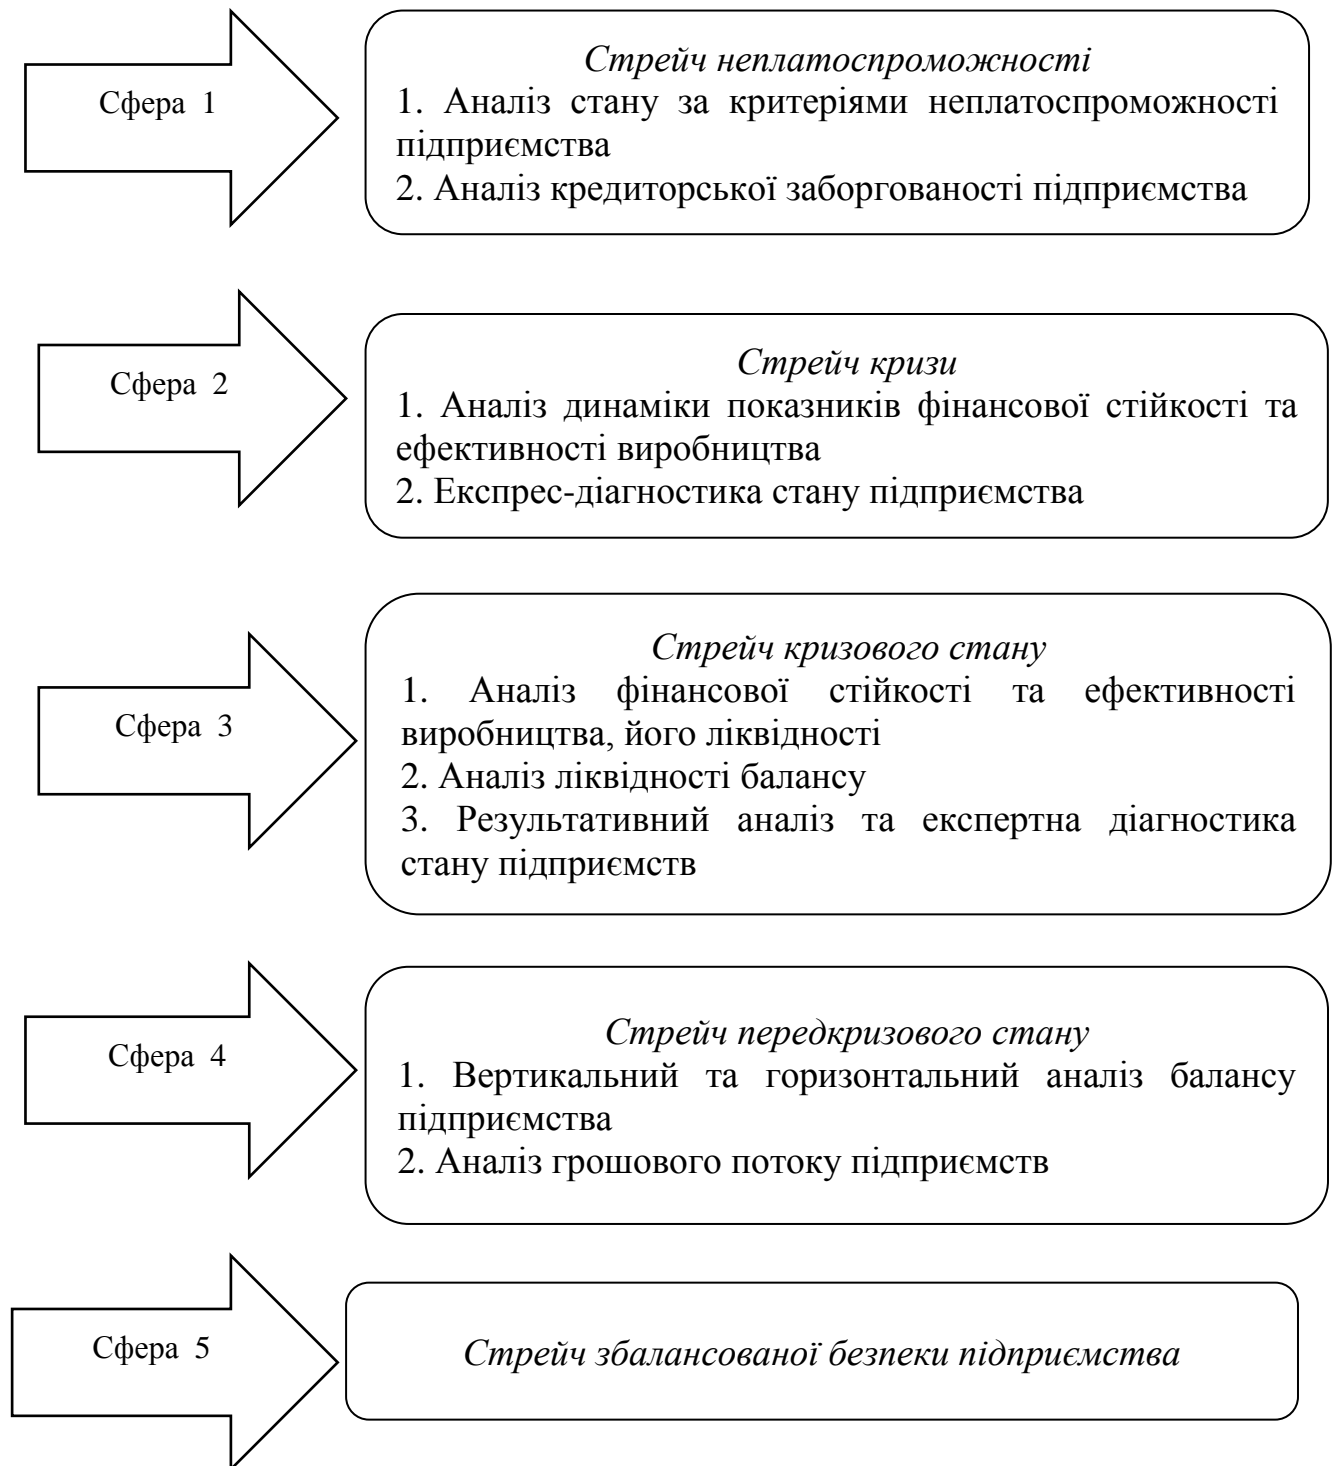 Сфера 1
Стрейч неплатоспроможності
1. Аналіз стану за критеріями неплатоспроможності
підприємства
2. Аналіз кредиторської заборгованості підприємства
Сфера 2
Стрейч кризи
1. Аналіз динаміки показників фінансової стійкості та
ефективності виробництва
2. Експрес-діагностика стану підприємства
Сфера 3
Стрейч кризового стану
1. Аналіз фінансової стійкості та ефективності
виробництва, його ліквідності
2. Аналіз ліквідності балансу
3. Результативний аналіз та експертна діагностика
стану підприємств
Сфера 4
Стрейч передкризового стану
1. Вертикальний та горизонтальний аналіз балансу
підприємства
2. Аналіз грошового потоку підприємств
Сфера 5
Стрейч збалансованої безпеки підприємства